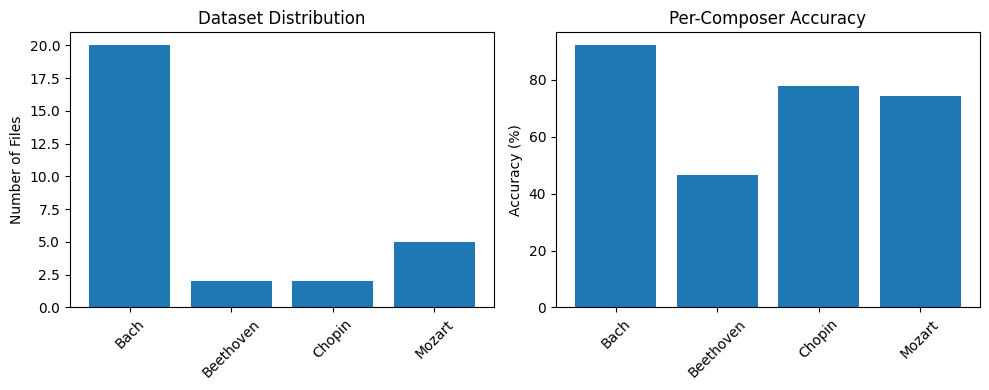 Dataset Distribution
Number of Files
20.0
17.5
15.0
12.5
10.0
7.5
5.0
2.5
0.0
Bach
Beethoven
Chopin
Mozart
Per-Composer Accuracy
Accuracy (%)
80
60
40
20
0
Bach
Beethoven
Chopin
Mozart